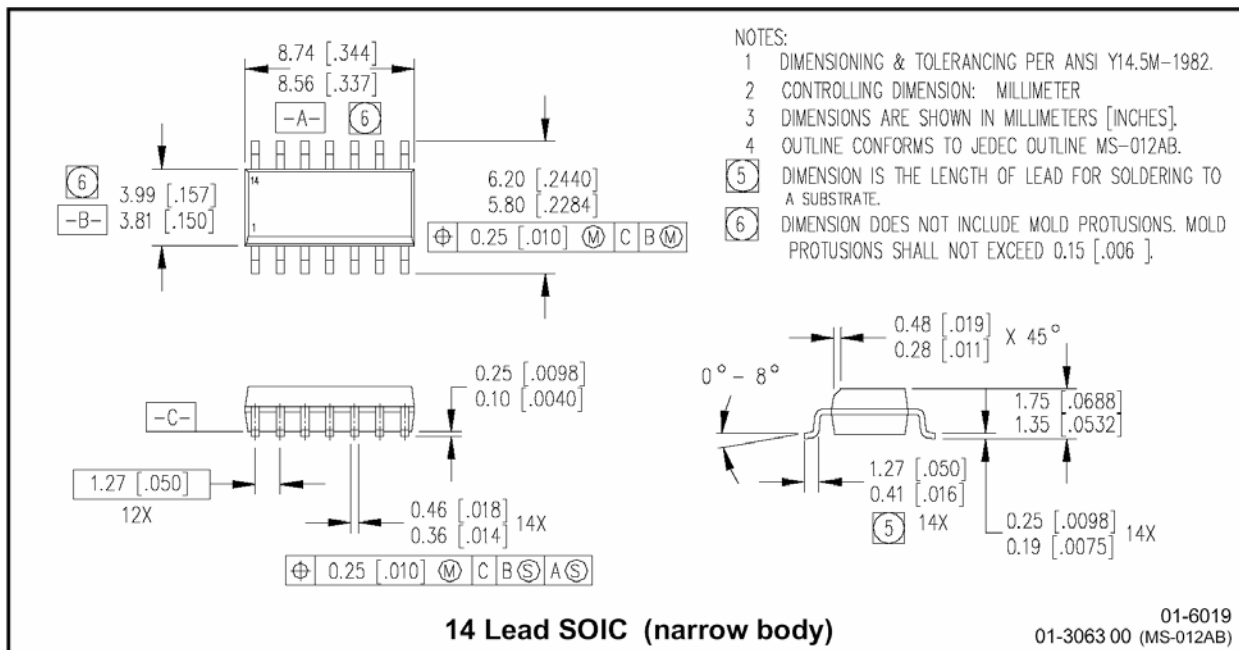 8.74 [.344]
8.56 [.337]
-A- 6
6
3.99 [.157]
-B- 3.81 [.150]
14
1
6.20 [.2440]
5.80 [.2284]
⌖ 0.25 [.010] Ⓜ C B Ⓜ
NOTES:
1 DIMENSIONING & TOLERANCING PER ANSI Y14.5M-1982.
2 CONTROLLING DIMENSION: MILLIMETER
3 DIMENSIONS ARE SHOWN IN MILLIMETERS [INCHES].
4 OUTLINE CONFORMS TO JEDEC OUTLINE MS-012AB.
5 DIMENSION IS THE LENGTH OF LEAD FOR SOLDERING TO
A SUBSTRATE.
6 DIMENSION DOES NOT INCLUDE MOLD PROTUSIONS. MOLD
PROTUSIONS SHALL NOT EXCEED 0.15 [.006 ].
-C-
0.25 [.0098]
0.10 [.0040]
1.27 [.050]
12X
0.46 [.018]
0.36 [.014] 14X
⌖ 0.25 [.010] Ⓜ C B Ⓢ A Ⓢ
0.48 [.019]
0.28 [.011] X 45°
0° - 8°
1.75 [.0688]
1.35 [.0532]
1.27 [.050]
0.41 [.016]
5 14X
0.25 [.0098]
0.19 [.0075] 14X
14 Lead SOIC (narrow body)
01-6019
01-3063 00 (MS-012AB)